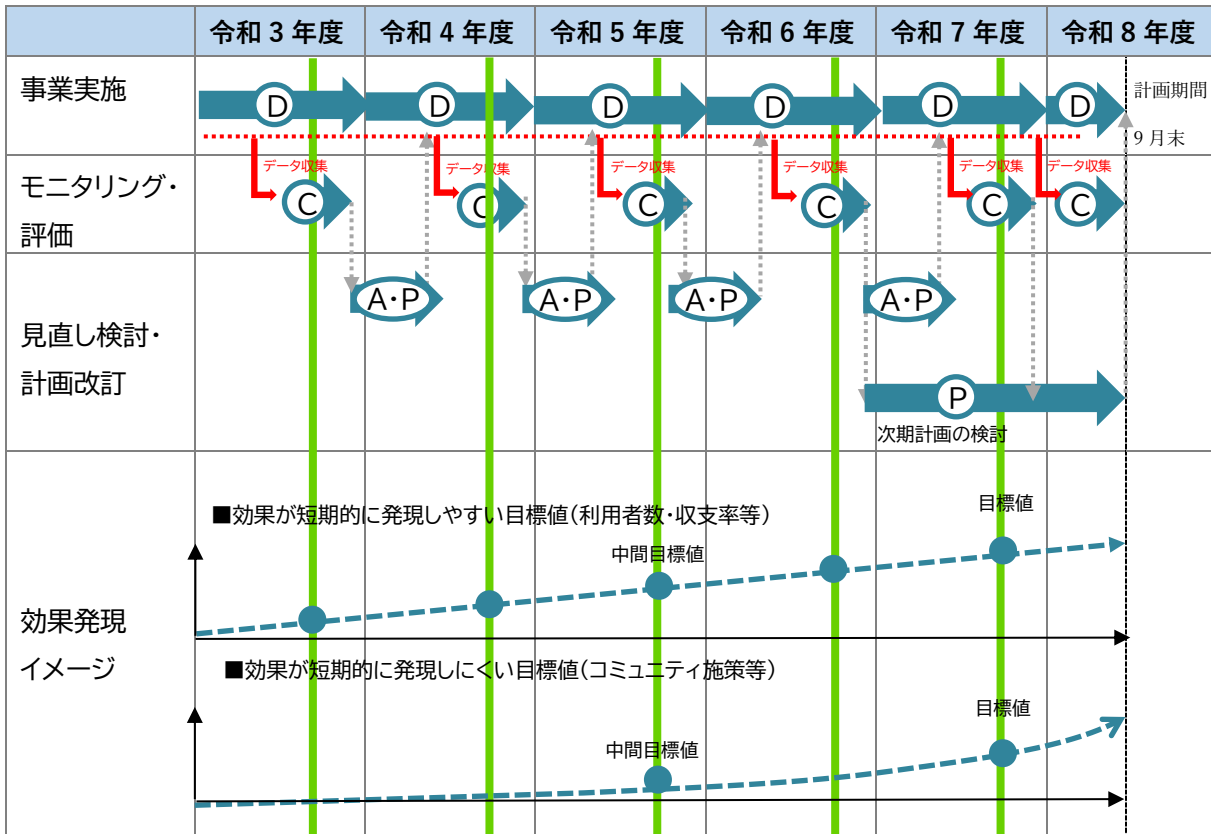 令和 3 年度
令和 4 年度
令和 5 年度
令和 6 年度
令和 7 年度
令和 8 年度
事業実施
D
D
D
D
D
D
計画期間
9 月末
モニタリング・
評価
データ収集
データ収集
データ収集
データ収集
データ収集
データ収集
C
C
C
C
C
C
見直し検討・
計画改訂
A・P
A・P
A・P
A・P
P
次期計画の検討
効果発現
イメージ
■効果が短期的に発現しやすい目標値(利用者数・収支率等)
中間目標値
目標値
■効果が短期的に発現しにくい目標値(コミュニティ施策等)
中間目標値
目標値